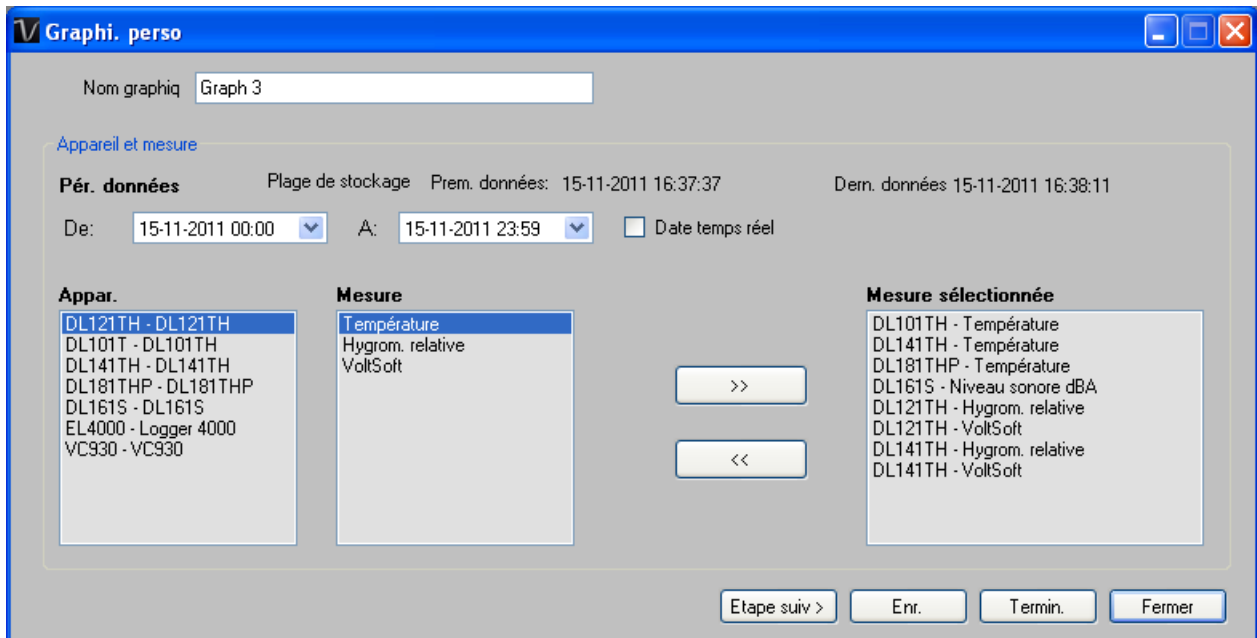 Graphi. perso
Nom graphiq Graph 3
Appareil et mesure
Pér. données Plage de stockage Prem. données: 15-11-2011 16:37:37 Dern. données 15-11-2011 16:38:11
De: 15-11-2011 00:00 A: 15-11-2011 23:59 Date temps réel
Appar.
DL121TH - DL121TH
DL101T - DL101TH
DL141TH - DL141TH
DL181THP - DL181THP
DL161S - DL161S
EL4000 - Logger 4000
VC930 - VC930
Mesure
Température
Hygrom. relative
VoltSoft
>>
<<
Mesure sélectionnée
DL101TH - Température
DL141TH - Température
DL181THP - Température
DL161S - Niveau sonore dBA
DL121TH - Hygrom. relative
DL121TH - VoltSoft
DL141TH - Hygrom. relative
DL141TH - VoltSoft
Etape suiv > Enr. Termin. Fermer